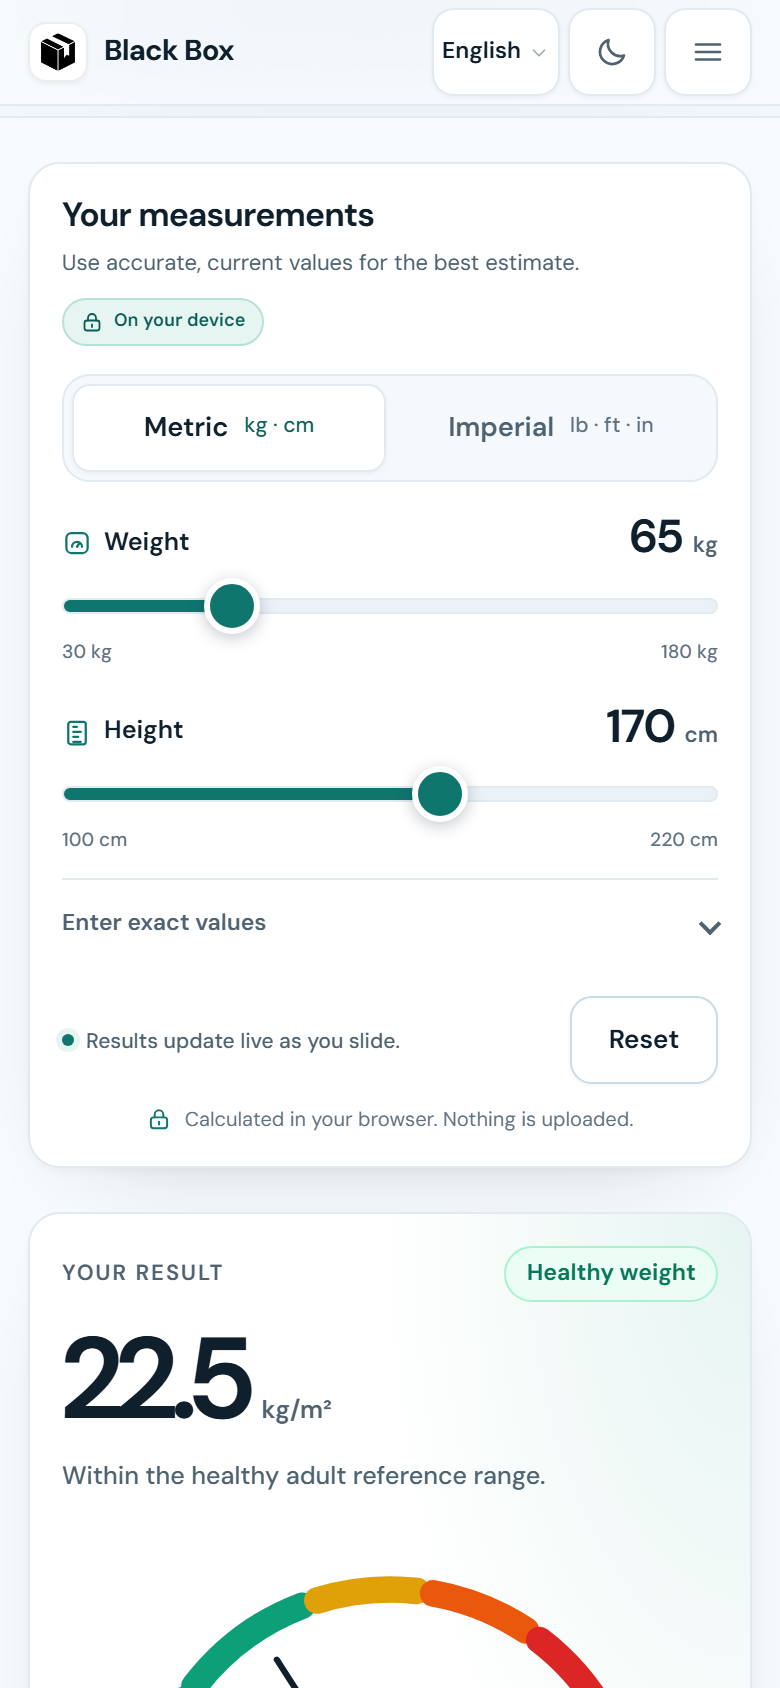 Black Box
English
Your measurements
Use accurate, current values for the best estimate.
On your device
Metric kg · cm
Imperial lb · ft · in
Weight 65 kg
30 kg 180 kg
Height 170 cm
100 cm 220 cm
Enter exact values
Results update live as you slide.
Reset
Calculated in your browser. Nothing is uploaded.
YOUR RESULT
Healthy weight
22.5 kg/m²
Within the healthy adult reference range.